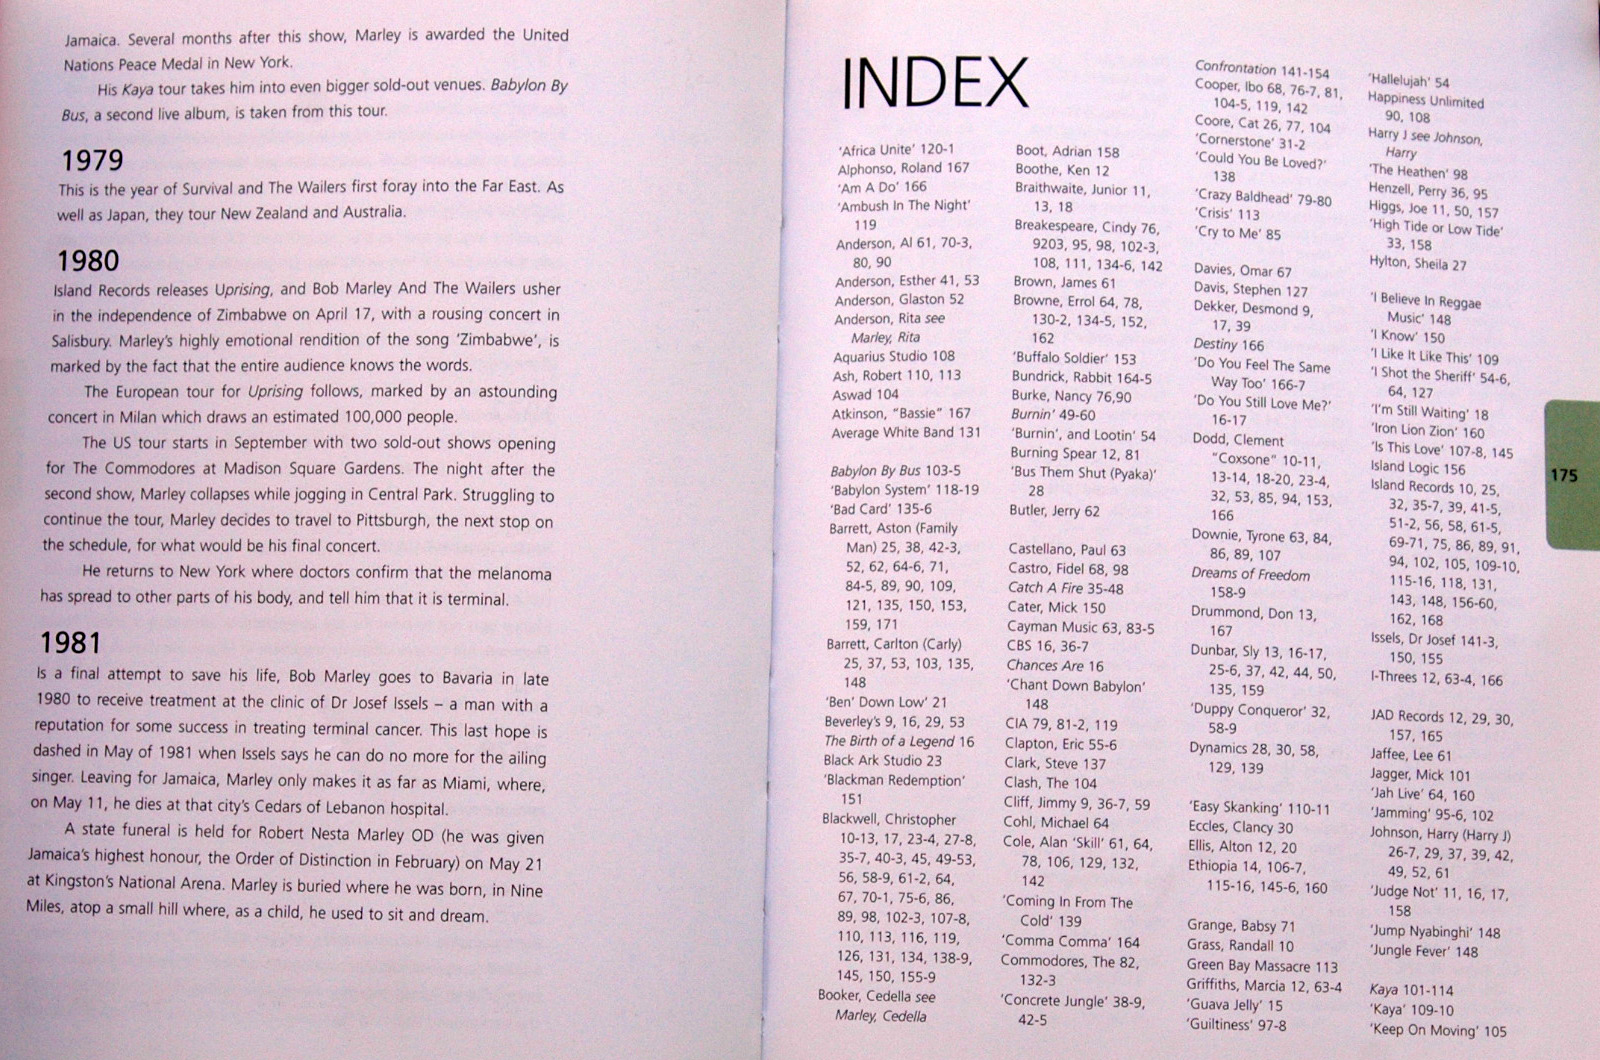 Jamaica. Several months after this show, Marley is awarded the United
Nations Peace Medal in New York.
His Kaya tour takes him into even bigger sold-out venues. Babylon By
Bus, a second live album, is taken from this tour.
1979
This is the year of Survival and The Wailers first foray into the Far East. As
well as Japan, they tour New Zealand and Australia.
1980
Island Records releases Uprising, and Bob Marley And The Wailers usher
in the independence of Zimbabwe on April 17, with a rousing concert in
Salisbury. Marley's highly emotional rendition of the song 'Zimbabwe', is
marked by the fact that the entire audience knows the words.
The European tour for Uprising follows, marked by an astounding
concert in Milan which draws an estimated 100,000 people.
The US tour starts in September with two sold-out shows opening
for The Commodores at Madison Square Gardens. The night after the
second show, Marley collapses while jogging in Central Park. Struggling to
continue the tour, Marley decides to travel to Pittsburgh, the next stop on
the schedule, for what would be his final concert.
He returns to New York where doctors confirm that the melanoma
has spread to other parts of his body, and tell him that it is terminal.
1981
Is a final attempt to save his life, Bob Marley goes to Bavaria in late
1980 to receive treatment at the clinic of Dr Josef Issels – a man with a
reputation for some success in treating terminal cancer. This last hope is
dashed in May of 1981 when Issels says he can do no more for the ailing
singer. Leaving for Jamaica, Marley only makes it as far as Miami, where,
on May 11, he dies at that city's Cedars of Lebanon hospital.
A state funeral is held for Robert Nesta Marley OD (he was given
Jamaica's highest honour, the Order of Distinction in February) on May 21
at Kingston's National Arena. Marley is buried where he was born, in Nine
Miles, atop a small hill where, as a child, he used to sit and dream.
INDEX
'Africa Unite' 120-1
Alphonso, Roland 167
'Am A Do' 166
'Ambush In The Night'
119
Anderson, Al 61, 70-3,
80, 90
Anderson, Esther 41, 53
Anderson, Glaston 52
Anderson, Rita see
Marley, Rita
Aquarius Studio 108
Ash, Robert 110, 113
Aswad 104
Atkinson, "Bassie" 167
Average White Band 131
Babylon By Bus 103-5
'Babylon System' 118-19
'Bad Card' 135-6
Barrett, Aston (Family
Man) 25, 38, 42-3,
52, 62, 64-6, 71,
84-5, 89, 90, 109,
121, 135, 150, 153,
159, 171
Barrett, Carlton (Carly)
25, 37, 53, 103, 135,
148
'Ben' Down Low' 21
Beverley's 9, 16, 29, 53
The Birth of a Legend 16
Black Ark Studio 23
'Blackman Redemption'
151
Blackwell, Christopher
10-13, 17, 23-4, 27-8,
35-7, 40-3, 45, 49-53,
56, 58-9, 61-2, 64,
67, 70-1, 75-6, 86,
89, 98, 102-3, 107-8,
110, 113, 116, 119,
126, 131, 134, 138-9,
145, 150, 155-9
Booker, Cedella see
Marley, Cedella
Boot, Adrian 158
Boothe, Ken 12
Braithwaite, Junior 11,
13, 18
Breakespeare, Cindy 76,
9203, 95, 98, 102-3,
108, 111, 134-6, 142
Brown, James 61
Browne, Errol 64, 78,
130-2, 134-5, 152,
162
'Buffalo Soldier' 153
Bundrick, Rabbit 164-5
Burke, Nancy 76,90
Burnin' 49-60
'Burnin', and Lootin' 54
Burning Spear 12, 81
'Bus Them Shut (Pyaka)'
28
Butler, Jerry 62
Castellano, Paul 63
Castro, Fidel 68, 98
Catch A Fire 35-48
Cater, Mick 150
Cayman Music 63, 83-5
CBS 16, 36-7
Chances Are 16
'Chant Down Babylon'
148
CIA 79, 81-2, 119
Clapton, Eric 55-6
Clark, Steve 137
Clash, The 104
Cliff, Jimmy 9, 36-7, 59
Cohl, Michael 64
Cole, Alan 'Skill' 61, 64,
78, 106, 129, 132,
142
'Coming In From The
Cold' 139
'Comma Comma' 164
Commodores, The 82,
132-3
'Concrete Jungle' 38-9,
42-5
Confrontation 141-154
Cooper, Ibo 68, 76-7, 81,
104-5, 119, 142
Coore, Cat 26, 77, 104
'Cornerstone' 31-2
'Could You Be Loved?'
138
'Crazy Baldhead' 79-80
'Crisis' 113
'Cry to Me' 85
Davies, Omar 67
Davis, Stephen 127
Dekker, Desmond 9,
17, 39
Destiny 166
'Do You Feel The Same
Way Too' 166-7
'Do You Still Love Me?'
16-17
Dodd, Clement
"Coxsone" 10-11,
13-14, 18-20, 23-4,
32, 53, 85, 94, 153,
166
Downie, Tyrone 63, 84,
86, 89, 107
Dreams of Freedom
158-9
Drummond, Don 13,
167
Dunbar, Sly 13, 16-17,
25-6, 37, 42, 44, 50,
135, 159
'Duppy Conqueror' 32,
58-9
Dynamics 28, 30, 58,
129, 139
'Easy Skanking' 110-11
Eccles, Clancy 30
Ellis, Alton 12, 20
Ethiopia 14, 106-7,
115-16, 145-6, 160
Grange, Babsy 71
Grass, Randall 10
Green Bay Massacre 113
Griffiths, Marcia 12, 63-4
'Guava Jelly' 15
'Guiltiness' 97-8
'Hallelujah' 54
Happiness Unlimited
90, 108
Harry J see Johnson,
Harry
'The Heathen' 98
Henzell, Perry 36, 95
Higgs, Joe 11, 50, 157
'High Tide or Low Tide'
33, 158
Hylton, Sheila 27
'I Believe In Reggae
Music' 148
'I Know' 150
'I Like It Like This' 109
'I Shot the Sheriff' 54-6,
64, 127
'I'm Still Waiting' 18
'Iron Lion Zion' 160
'Is This Love' 107-8, 145
Island Logic 156
Island Records 10, 25,
32, 35-7, 39, 41-5,
51-2, 56, 58, 61-5,
69-71, 75, 86, 89, 91,
94, 102, 105, 109-10,
115-16, 118, 131,
143, 148, 156-60,
162, 168
Issels, Dr Josef 141-3,
150, 155
I-Threes 12, 63-4, 166
JAD Records 12, 29, 30,
157, 165
Jaffee, Lee 61
Jagger, Mick 101
'Jah Live' 64, 160
'Jamming' 95-6, 102
Johnson, Harry (Harry J)
26-7, 29, 37, 39, 42,
49, 52, 61
'Judge Not' 11, 16, 17,
158
'Jump Nyabinghi' 148
'Jungle Fever' 148
Kaya 101-114
'Kaya' 109-10
'Keep On Moving' 105
175